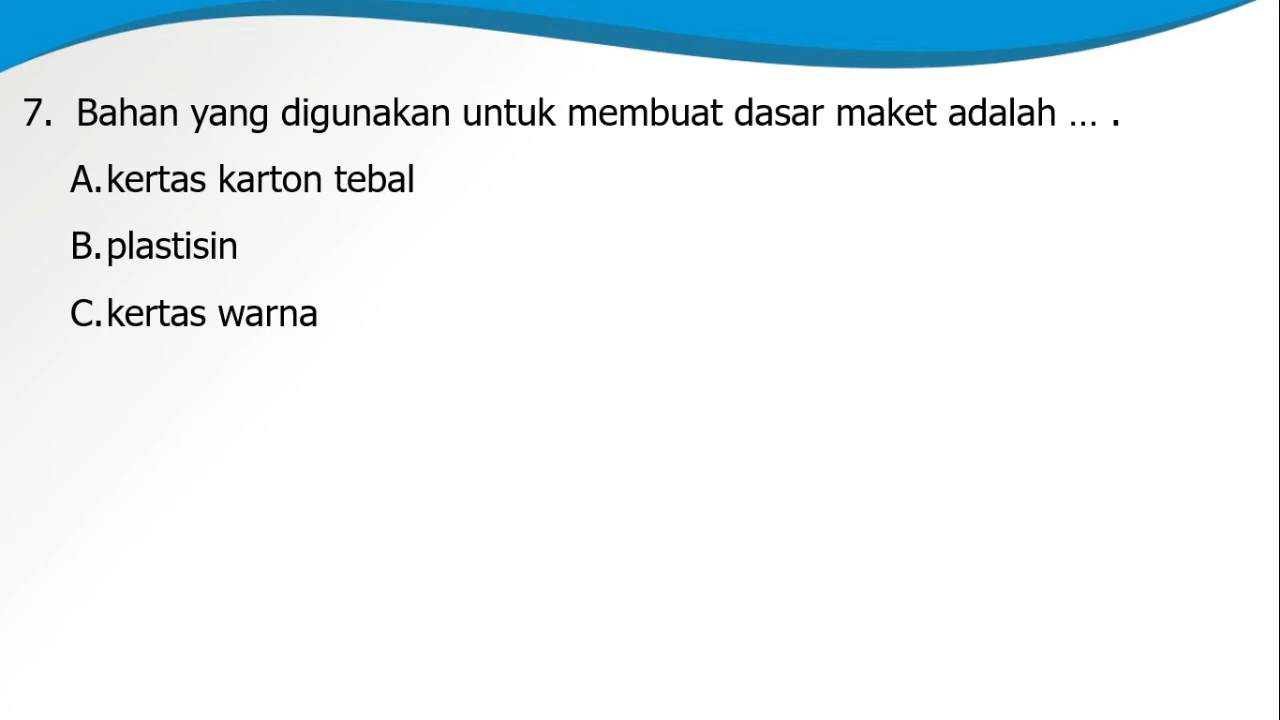 7. Bahan yang digunakan untuk membuat dasar maket adalah ... .
A. kertas karton tebal
B. plastisin
C. kertas warna